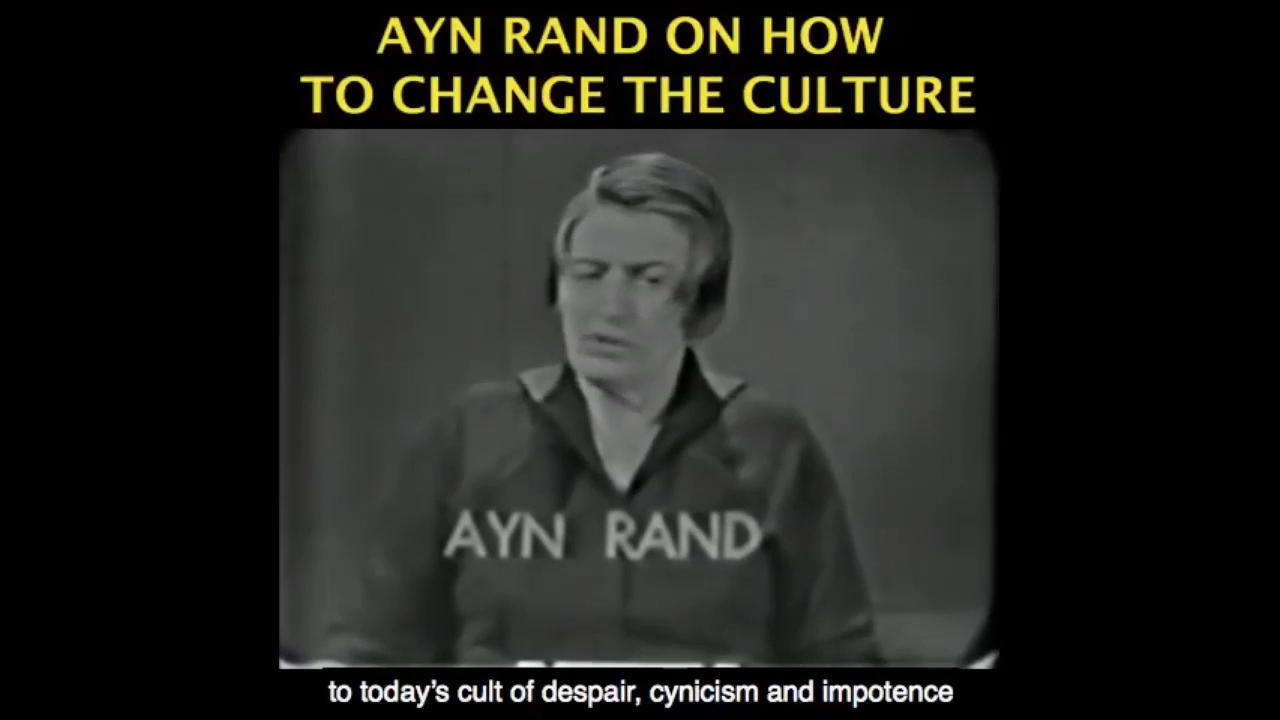 AYN RAND ON HOW
TO CHANGE THE CULTURE
AYN RAND
to today's cult of despair, cynicism and impotence